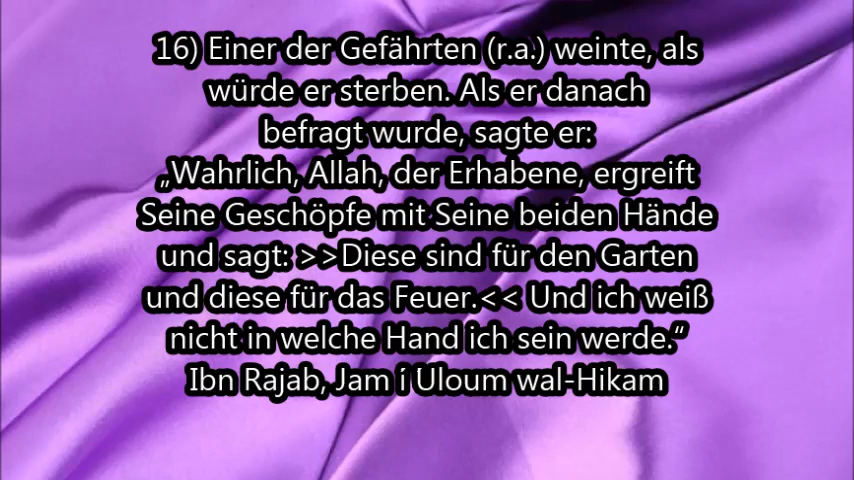 16) Einer der Gefährten (r.a.) weinte, als
würde er sterben. Als er danach
befragt wurde, sagte er:
„Wahrlich, Allah, der Erhabene, ergreift
Seine Geschöpfe mit Seine beiden Hände
und sagt: >>Diese sind für den Garten
und diese für das Feuer.<< Und ich weiß
nicht in welche Hand ich sein werde.“
Ibn Rajab, Jam í Uloum wal-Hikam